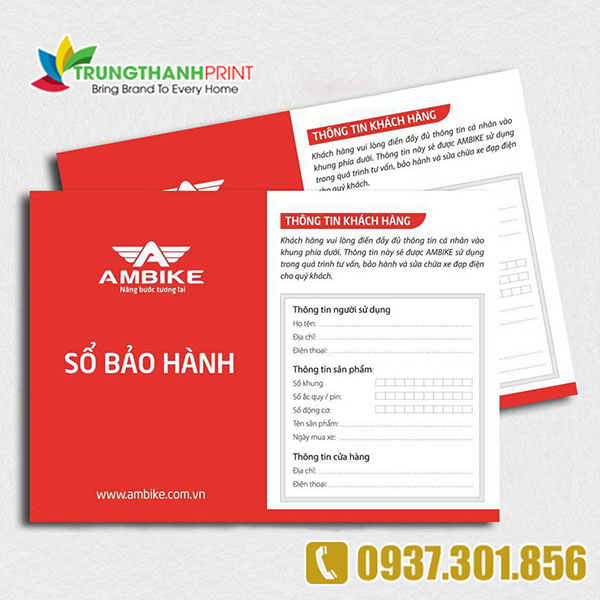 TRUNGTHANHPRINT
Bring Brand To Every Home
THÔNG TIN KHÁCH HÀNG
Khách hàng vui lòng điền đầy đủ thông tin cá nhân vào
khung phía dưới. Thông tin này sẽ được AMBIKE sử dụng
trong quá trình tư vấn, bảo hành và sửa chữa xe đạp điện
cho quý khách.
AMBIKE
Nâng bước tương lai
SỔ BẢO HÀNH
www.ambike.com.vn
THÔNG TIN KHÁCH HÀNG
Khách hàng vui lòng điền đầy đủ thông tin cá nhân vào
khung phía dưới. Thông tin này sẽ được AMBIKE sử dụng
trong quá trình tư vấn, bảo hành và sửa chữa xe đạp điện
cho quý khách.
Thông tin người sử dụng
Họ tên:
Địa chỉ:
Điện thoại:
Thông tin sản phẩm:
Số khung
Số ắc quy / pin:
Số động cơ:
Tên sản phẩm:
Ngày mua xe:
Thông tin cửa hàng
Địa chỉ:
Điện thoại:
0937.301.856